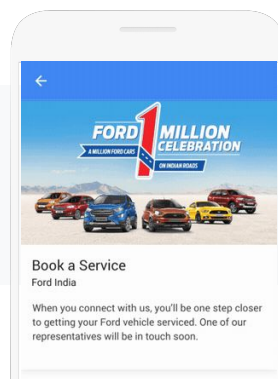 FORD 1 MILLION
CELEBRATION
A MILLION FORD CARS
ON INDIAN ROADS
Book a Service
Ford India
When you connect with us, you'll be one step closer
to getting your Ford vehicle serviced. One of our
representatives will be in touch soon.